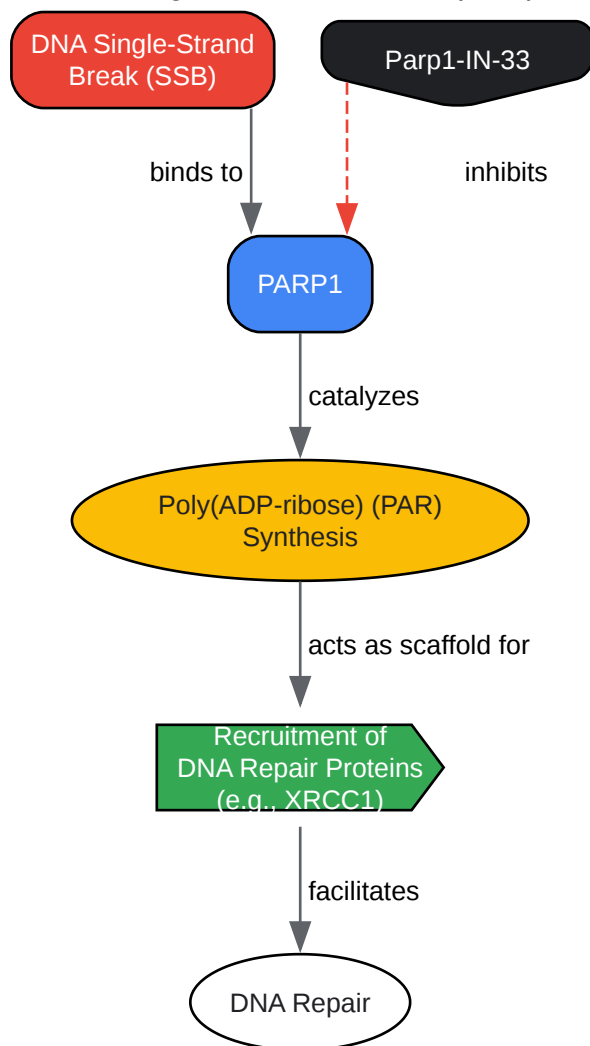 DNA Single-Strand
Break (SSB)
Parp1-IN-33
binds to
inhibits
PARP1
catalyzes
Poly(ADP-ribose) (PAR)
Synthesis
acts as scaffold for
Recruitment of
DNA Repair Proteins
(e.g., XRCC1)
facilitates
DNA Repair